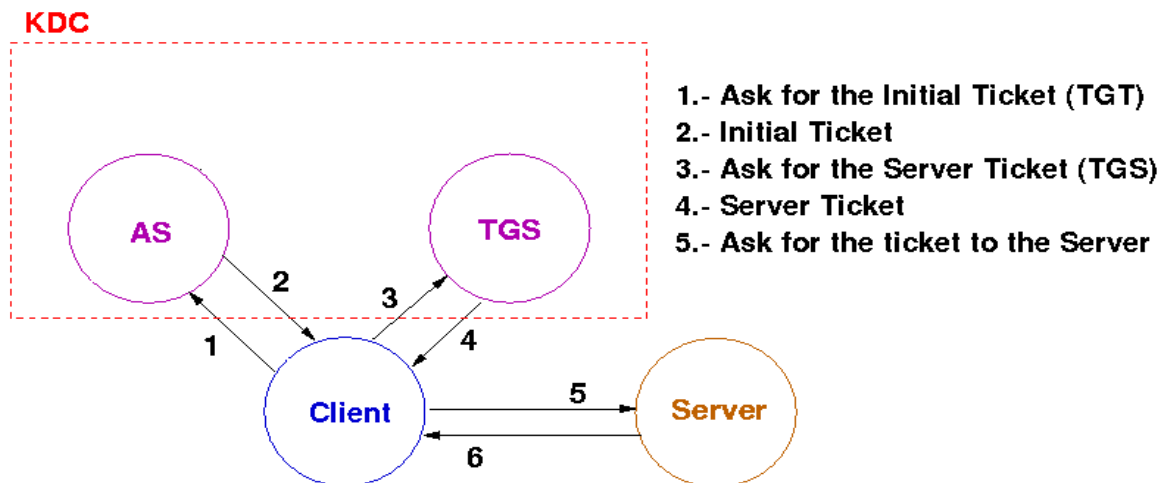 KDC
1.- Ask for the Initial Ticket (TGT)
2.- Initial Ticket
3.- Ask for the Server Ticket (TGS)
4.- Server Ticket
5.- Ask for the ticket to the Server
AS
TGS
2
3
1
4
Client
5
Server
6